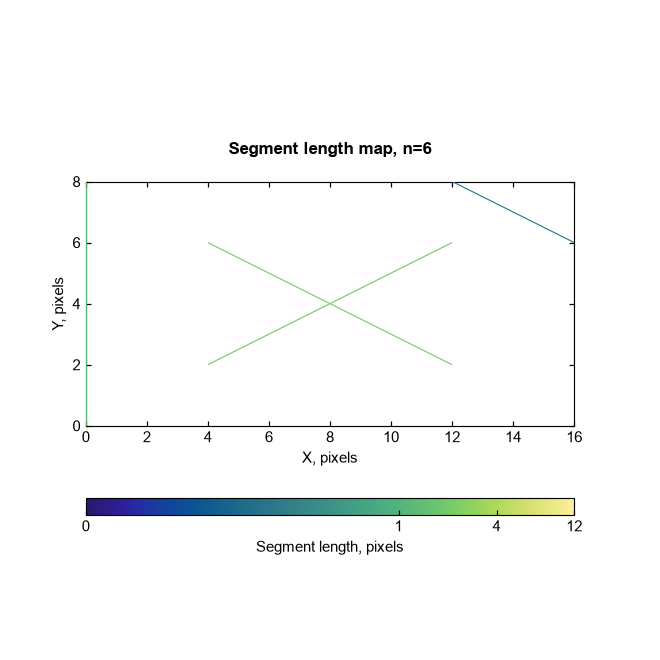 Segment length map, n=6
8
6
4
2
0
Y, pixels
0 2 4 6 8 10 12 14 16
X, pixels
0 1 4 12
Segment length, pixels